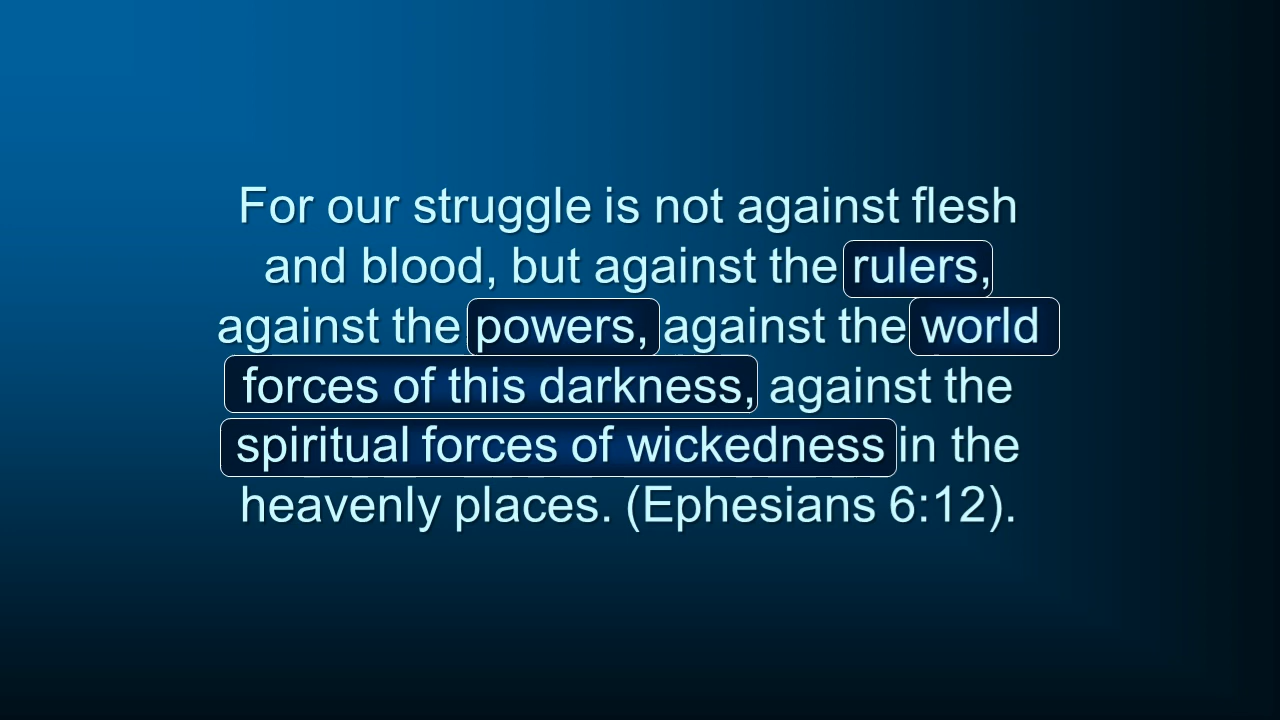 For our struggle is not against flesh
and blood, but against the rulers,
against the powers, against the world
forces of this darkness, against the
spiritual forces of wickedness in the
heavenly places. (Ephesians 6:12).